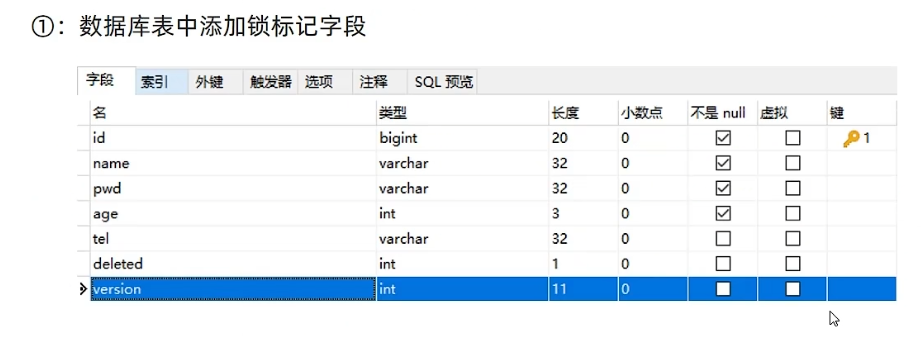 ①：数据库表中添加锁标记字段
字段 索引 外键 触发器 选项 注释 SQL 预览
名 类型 长度 小数点 不是 null 虚拟 键
id bigint 20 0 1
name varchar 32 0
pwd varchar 32 0
age int 3 0
tel varchar 32 0
deleted int 1 0
version int 11 0